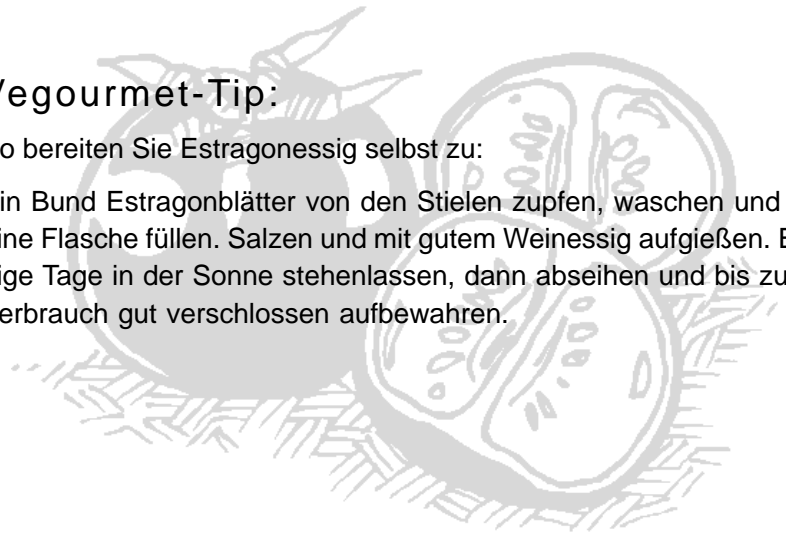 Vegourmet-Tip:
o bereiten Sie Estragonessig selbst zu:
in Bund Estragonblätter von den Stielen zupfen, waschen und
ine Flasche füllen. Salzen und mit gutem Weinessig aufgießen. E
ige Tage in der Sonne stehenlassen, dann abseihen und bis zu
erbrauch gut verschlossen aufbewahren.